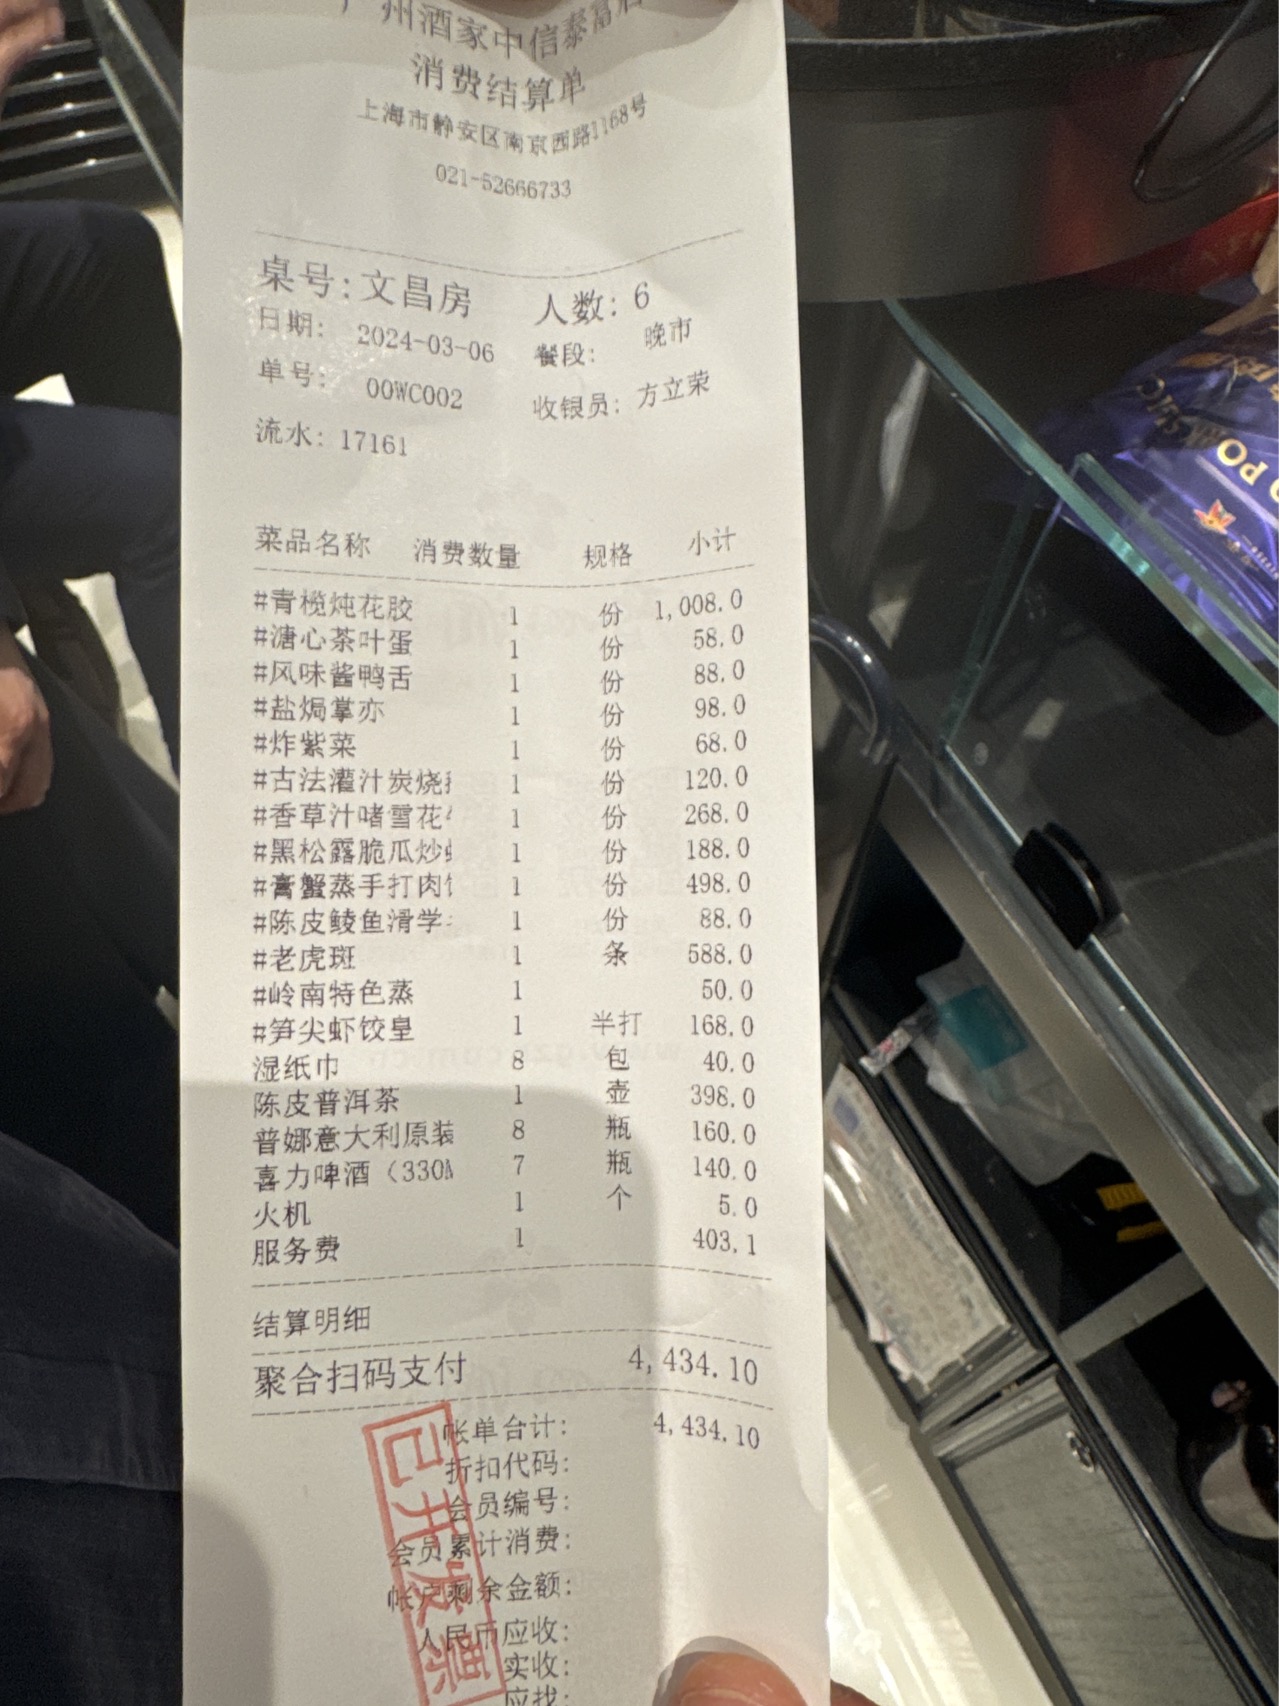 广州酒家中信泰富店
消费结算单
上海市静安区南京西路1168号
021-52666733
桌号:文昌房 人数: 6
日期: 2024-03-06 餐段: 晚市
单号: 00WC002 收银员: 方立荣
流水: 17161
菜品名称 消费数量 规格 小计
#青榄炖花胶 1 份 1,008.0
#溏心茶叶蛋 1 份 58.0
#风味酱鸭舌 1 份 88.0
#盐焗掌亦 1 份 98.0
#炸紫菜 1 份 68.0
#古法灌汁炭烧 1 份 120.0
#香草汁啫雪花 1 份 268.0
#黑松露脆瓜炒 1 份 188.0
#膏蟹蒸手打肉 1 份 498.0
#陈皮鲮鱼滑学 1 份 88.0
#老虎斑 1 条 588.0
#岭南特色蒸 1 50.0
#笋尖虾饺皇 1 半打 168.0
湿纸巾 8 包 40.0
陈皮普洱茶 1 壶 398.0
普娜意大利原装 8 瓶 160.0
喜力啤酒（330M 7 瓶 140.0
火机 1 个 5.0
服务费 1 403.1
结算明细
聚合扫码支付 4,434.10
帐单合计: 4,434.10
折扣代码:
会员编号:
会员累计消费:
帐户剩余金额:
人民币应收:
实收:
应找:
已开发票